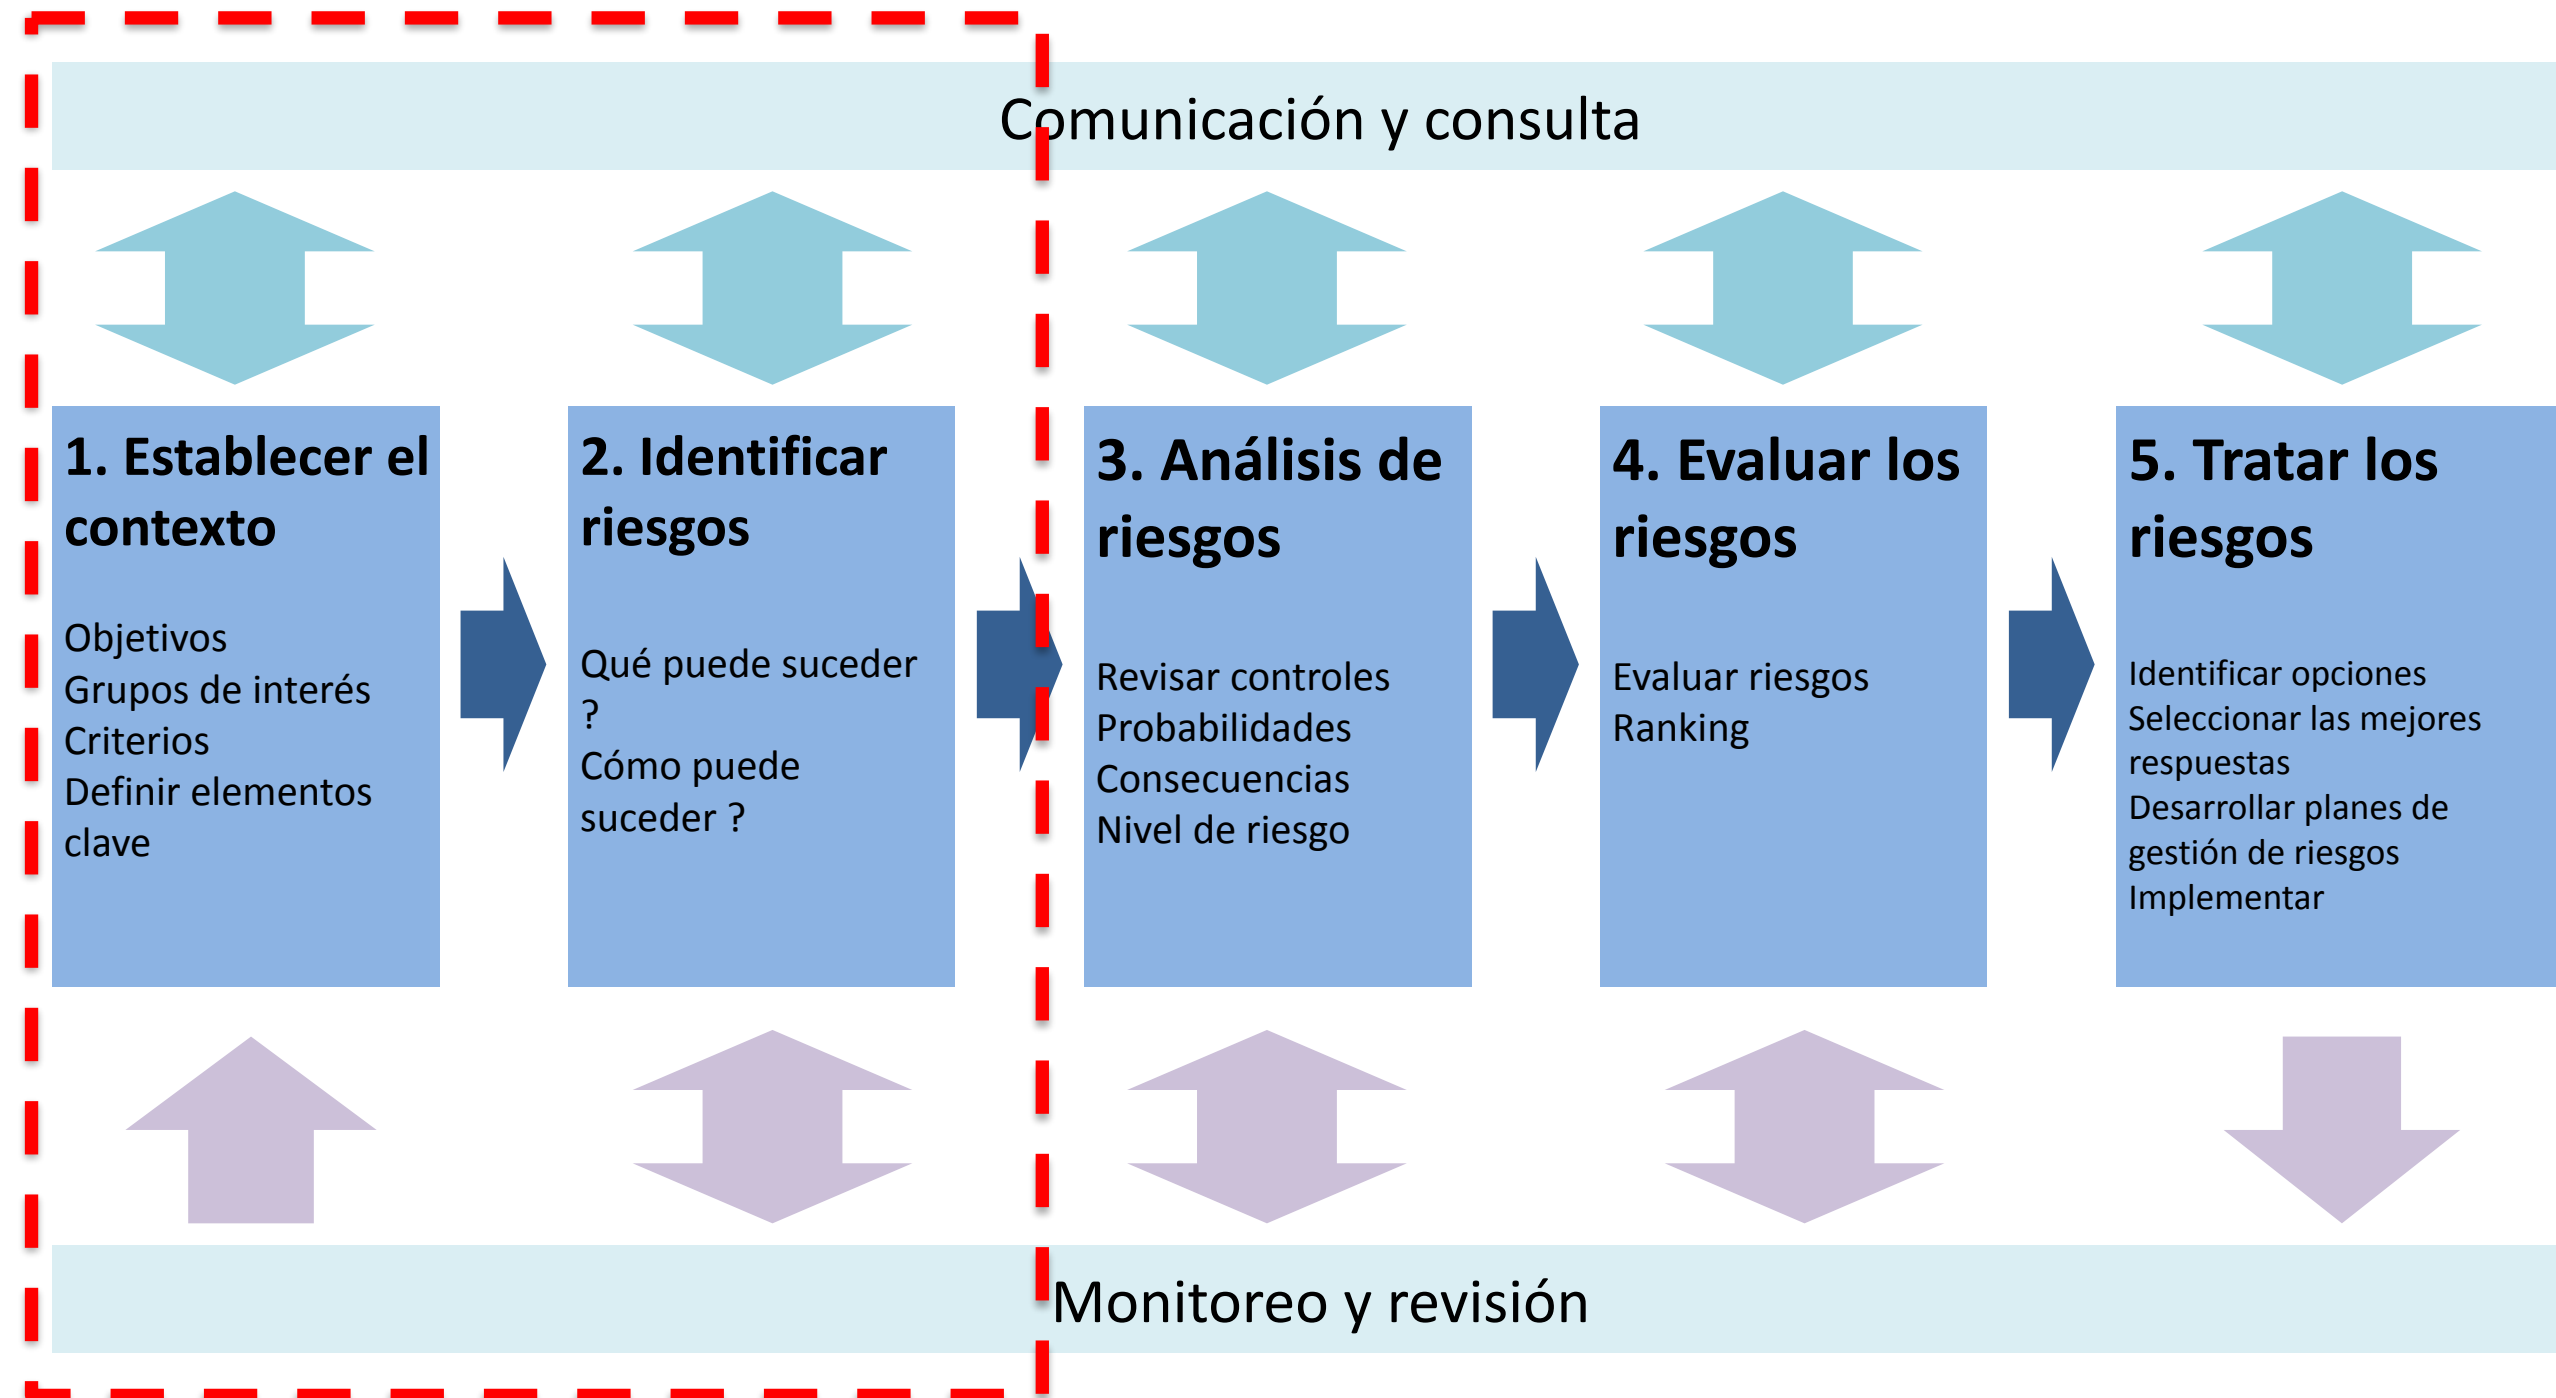 Comunicación y consulta
1. Establecer el
contexto
Objetivos
Grupos de interés
Criterios
Definir elementos
clave
2. Identificar
riesgos
Qué puede suceder
?
Cómo puede
suceder ?
3. Análisis de
riesgos
Revisar controles
Probabilidades
Consecuencias
Nivel de riesgo
4. Evaluar los
riesgos
Evaluar riesgos
Ranking
5. Tratar los
riesgos
Identificar opciones
Seleccionar las mejores
respuestas
Desarrollar planes de
gestión de riesgos
Implementar
Monitoreo y revisión